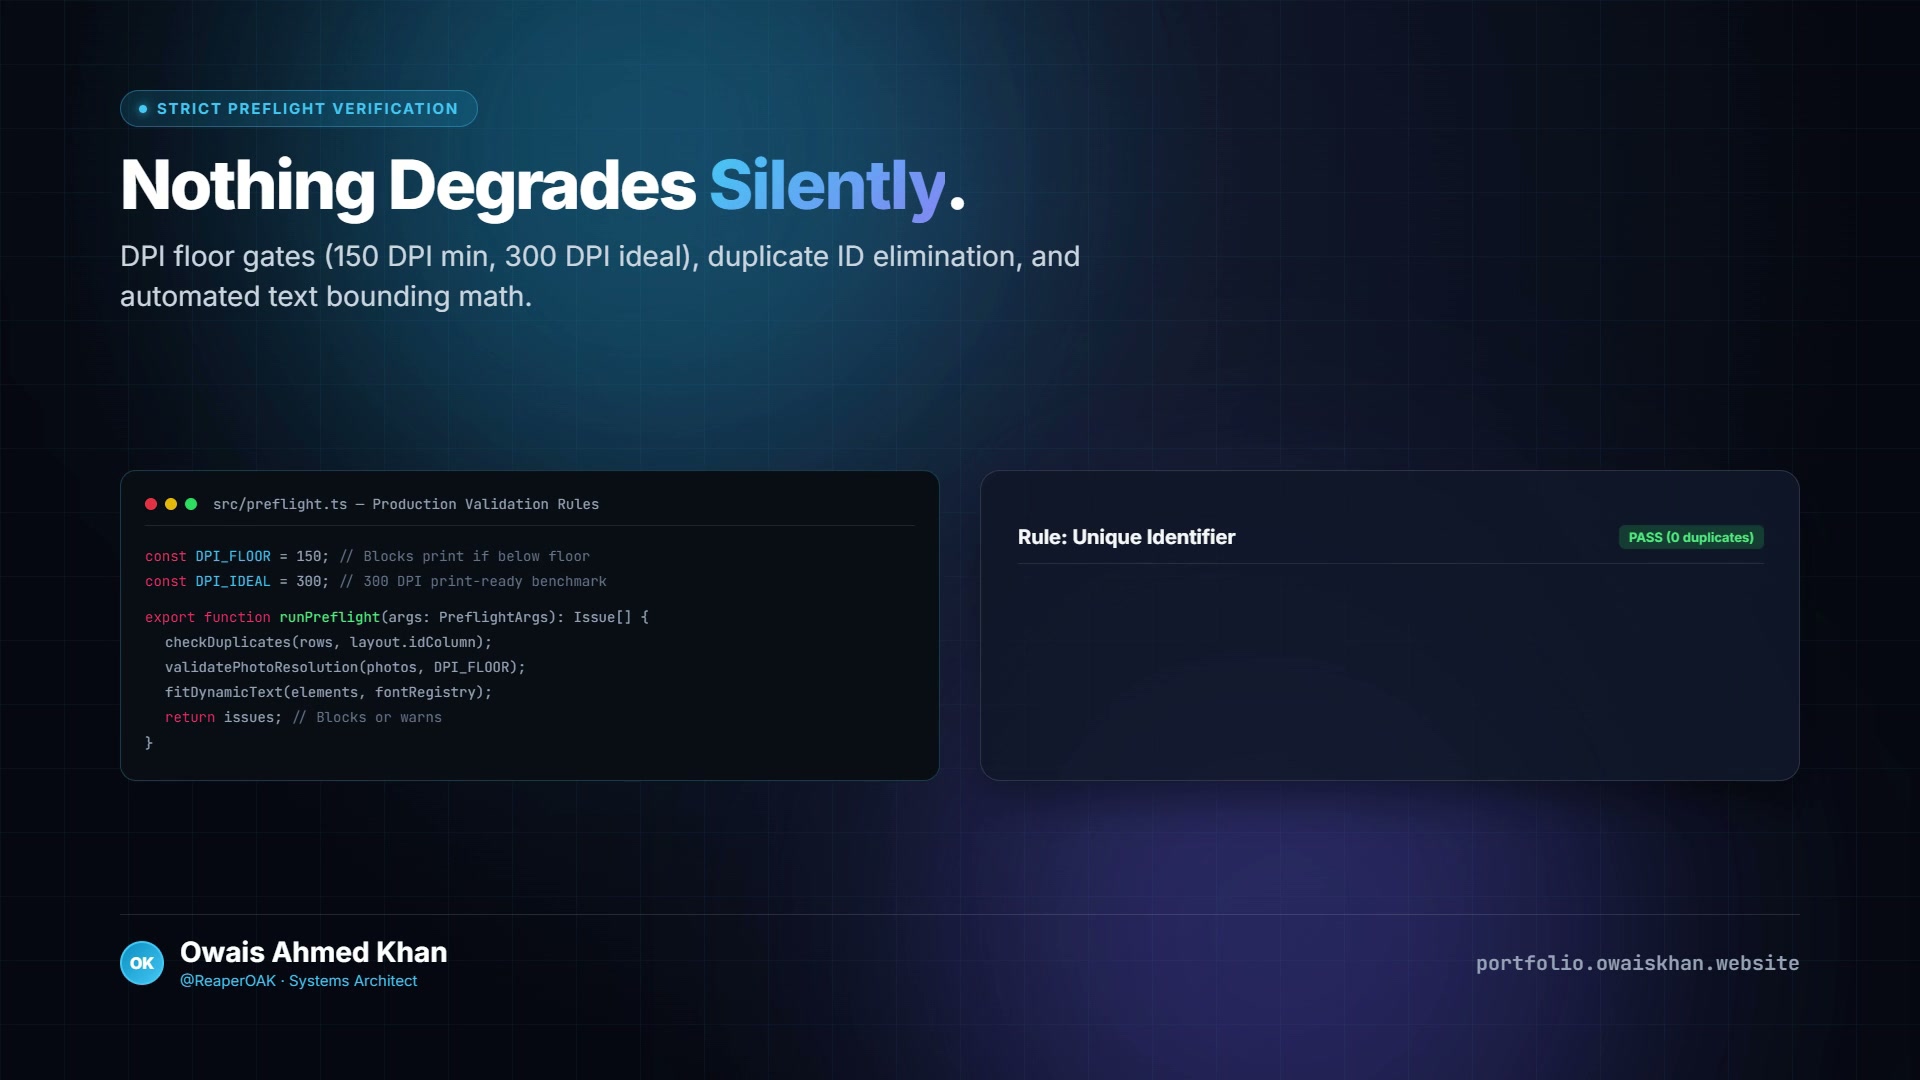 STRICT PREFLIGHT VERIFICATION
Nothing Degrades Silently.
DPI floor gates (150 DPI min, 300 DPI ideal), duplicate ID elimination, and
automated text bounding math.
src/preflight.ts — Production Validation Rules
const DPI_FLOOR = 150; // Blocks print if below floor
const DPI_IDEAL = 300; // 300 DPI print-ready benchmark
export function runPreflight(args: PreflightArgs): Issue[] {
checkDuplicates(rows, layout.idColumn);
validatePhotoResolution(photos, DPI_FLOOR);
fitDynamicText(elements, fontRegistry);
return issues; // Blocks or warns
}
Rule: Unique Identifier
PASS (0 duplicates)
OK
Owais Ahmed Khan
@ReaperOAK · Systems Architect
portfolio.owaiskhan.website